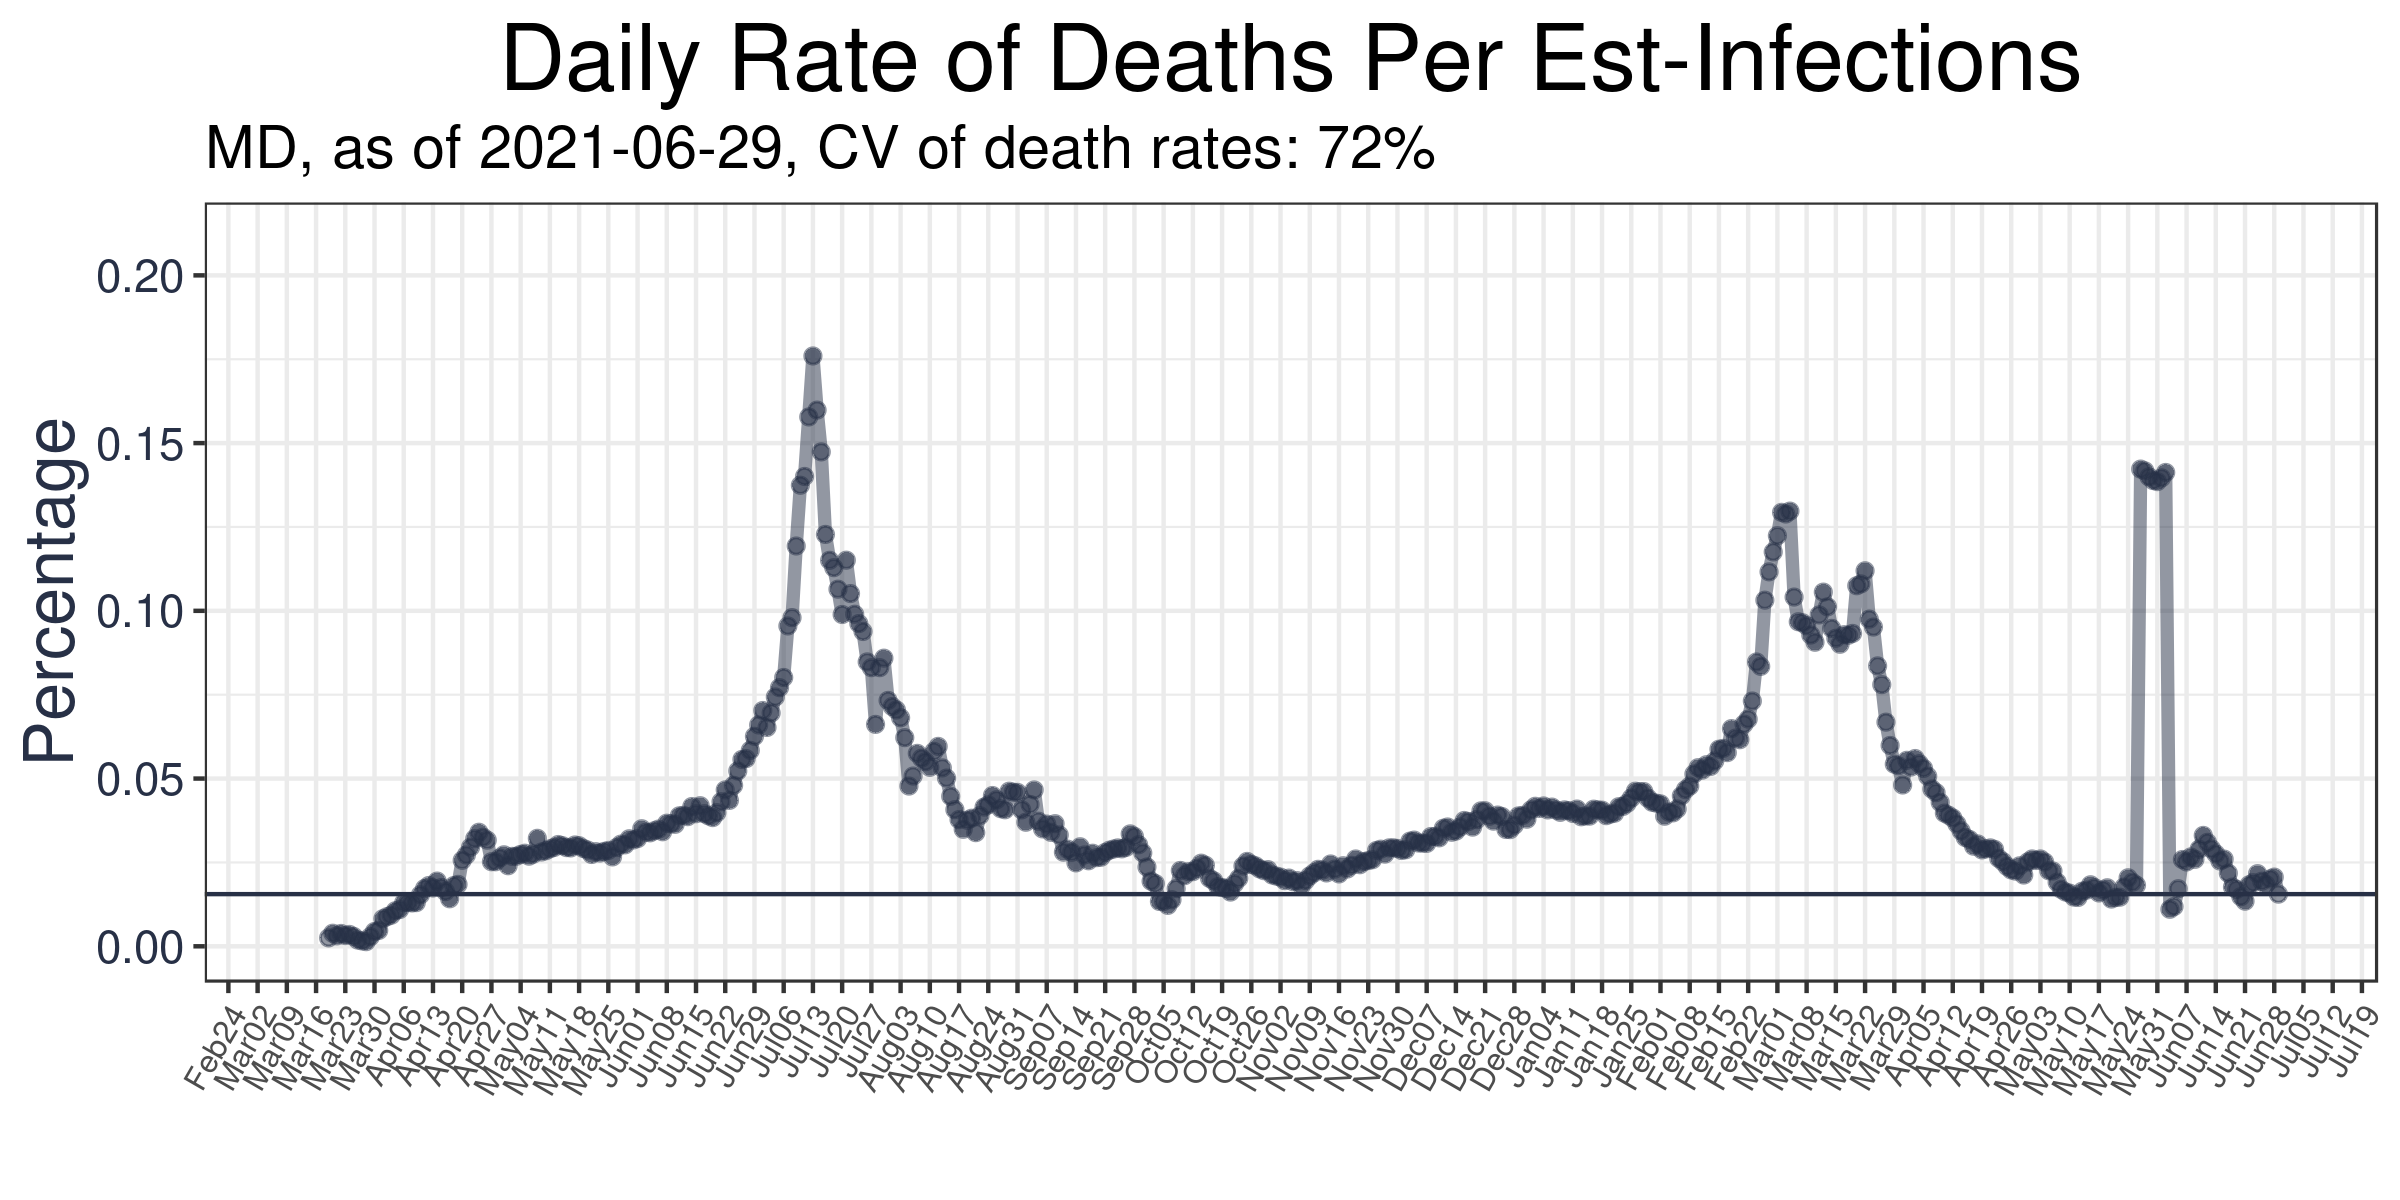 Daily Rate of Deaths Per Est-Infections
MD, as of 2021-06-29, CV of death rates: 72%
Percentage
0.20
0.15
0.10
0.05
0.00
Feb24
Mar02
Mar09
Mar16
Mar23
Mar30
Apr06
Apr13
Apr20
Apr27
May04
May11
May18
May25
Jun01
Jun08
Jun15
Jun22
Jun29
Jul06
Jul13
Jul20
Jul27
Aug03
Aug10
Aug17
Aug24
Aug31
Sep07
Sep14
Sep21
Sep28
Oct05
Oct12
Oct19
Oct26
Nov02
Nov09
Nov16
Nov23
Nov30
Dec07
Dec14
Dec21
Dec28
Jan04
Jan11
Jan18
Jan25
Feb01
Feb08
Feb15
Feb22
Mar01
Mar08
Mar15
Mar22
Mar29
Apr05
Apr12
Apr19
Apr26
May03
May10
May17
May24
May31
Jun07
Jun14
Jun21
Jun28
Jul05
Jul12
Jul19